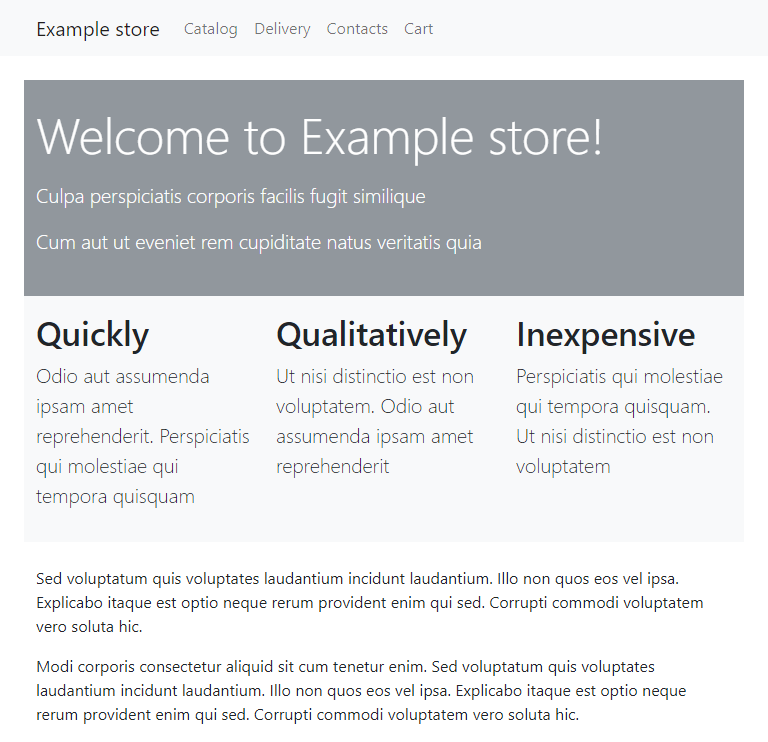 Example store Catalog Delivery Contacts Cart
Welcome to Example store!
Culpa perspiciatis corporis facilis fugit similique
Cum aut ut eveniet rem cupiditate natus veritatis quia
Quickly
Odio aut assumenda
ipsam amet
reprehenderit. Perspiciatis
qui molestiae qui
tempora quisquam
Qualitatively
Ut nisi distinctio est non
voluptatem. Odio aut
assumenda ipsam amet
reprehenderit
Inexpensive
Perspiciatis qui molestiae
qui tempora quisquam.
Ut nisi distinctio est non
voluptatem
Sed voluptatum quis voluptates laudantium incidunt laudantium. Illo non quos eos vel ipsa.
Explicabo itaque est optio neque rerum provident enim qui sed. Corrupti commodi voluptatem
vero soluta hic.
Modi corporis consectetur aliquid sit cum tenetur enim. Sed voluptatum quis voluptates
laudantium incidunt laudantium. Illo non quos eos vel ipsa. Explicabo itaque est optio neque
rerum provident enim qui sed. Corrupti commodi voluptatem vero soluta hic.